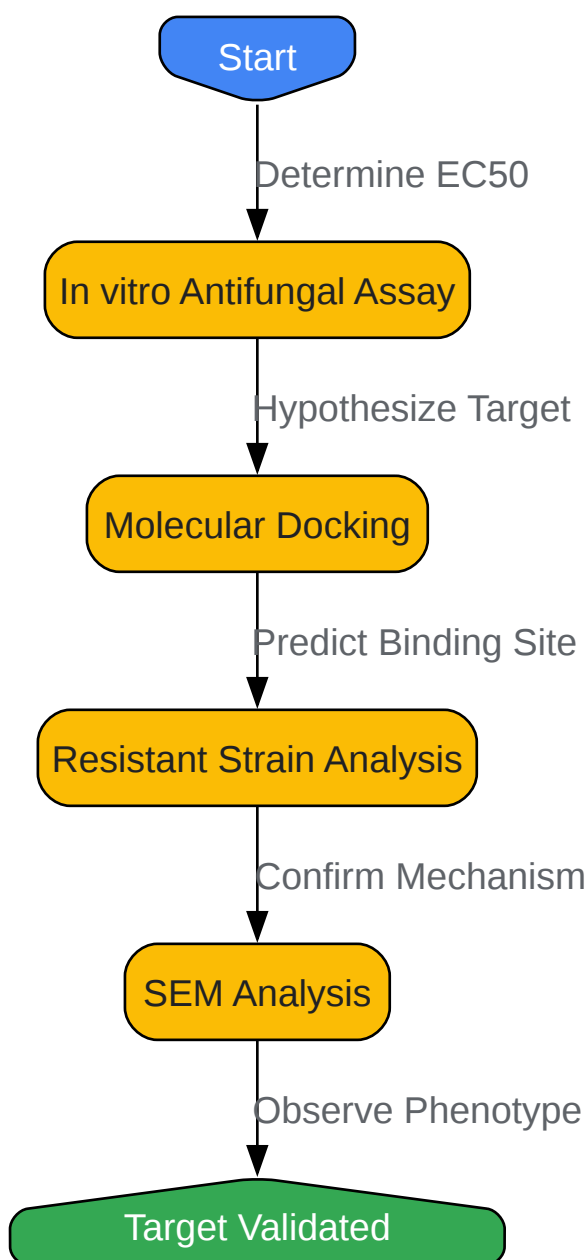 Start
Determine EC50
In vitro Antifungal Assay
Hypothesize Target
Molecular Docking
Predict Binding Site
Resistant Strain Analysis
Confirm Mechanism
SEM Analysis
Observe Phenotype
Target Validated